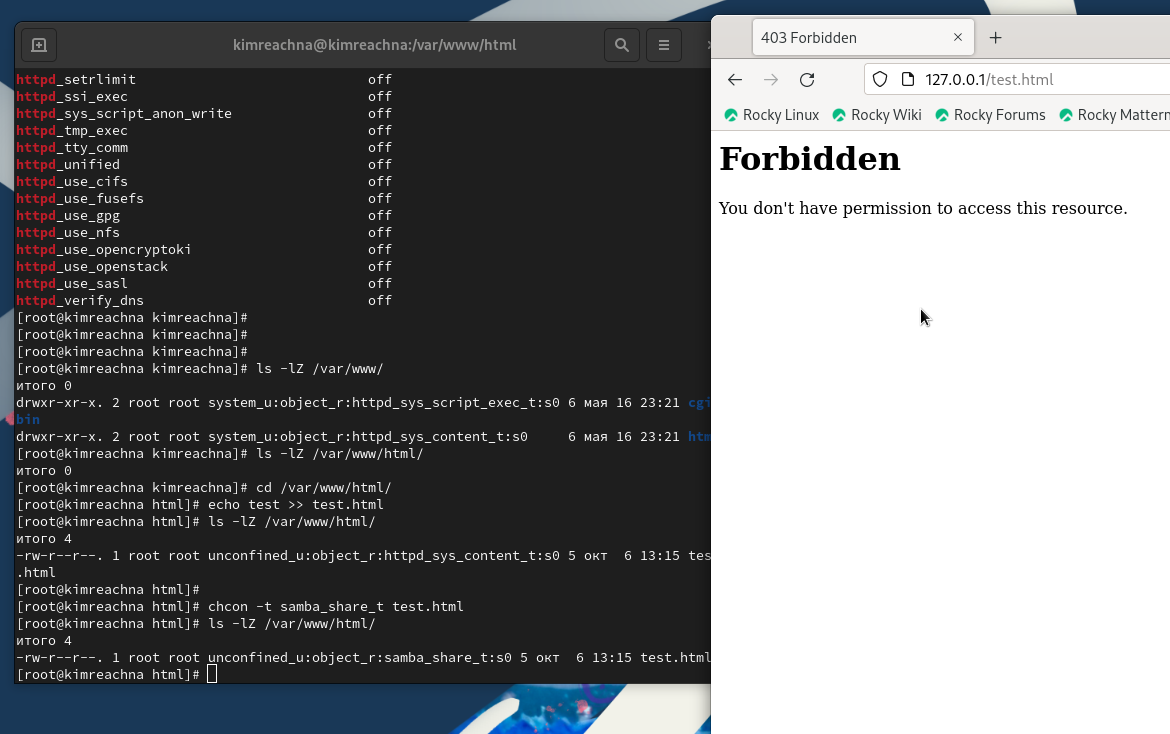 kimreachna@kimreachna:/var/www/html
httpd_setrlimit off
httpd_ssi_exec off
httpd_sys_script_anon_write off
httpd_tmp_exec off
httpd_tty_comm off
httpd_unified off
httpd_use_cifs off
httpd_use_fusefs off
httpd_use_gpg off
httpd_use_nfs off
httpd_use_opencryptoki off
httpd_use_openstack off
httpd_use_sasl off
httpd_verify_dns off
[root@kimreachna kimreachna]#
[root@kimreachna kimreachna]#
[root@kimreachna kimreachna]#
[root@kimreachna kimreachna]# ls -lZ /var/www/
итого 0
drwxr-xr-x. 2 root root system_u:object_r:httpd_sys_script_exec_t:s0 6 мая 16 23:21 cgi
bin
drwxr-xr-x. 2 root root system_u:object_r:httpd_sys_content_t:s0 6 мая 16 23:21 htm
[root@kimreachna kimreachna]# ls -lZ /var/www/html/
итого 0
[root@kimreachna kimreachna]# cd /var/www/html/
[root@kimreachna html]# echo test >> test.html
[root@kimreachna html]# ls -lZ /var/www/html/
итого 4
-rw-r--r--. 1 root root unconfined_u:object_r:httpd_sys_content_t:s0 5 окт 6 13:15 tes
.html
[root@kimreachna html]#
[root@kimreachna html]# chcon -t samba_share_t test.html
[root@kimreachna html]# ls -lZ /var/www/html/
итого 4
-rw-r--r--. 1 root root unconfined_u:object_r:samba_share_t:s0 5 окт 6 13:15 test.html
[root@kimreachna html]#
403 Forbidden
127.0.0.1/test.html
Rocky Linux Rocky Wiki Rocky Forums Rocky Mattern
Forbidden
You don't have permission to access this resource.